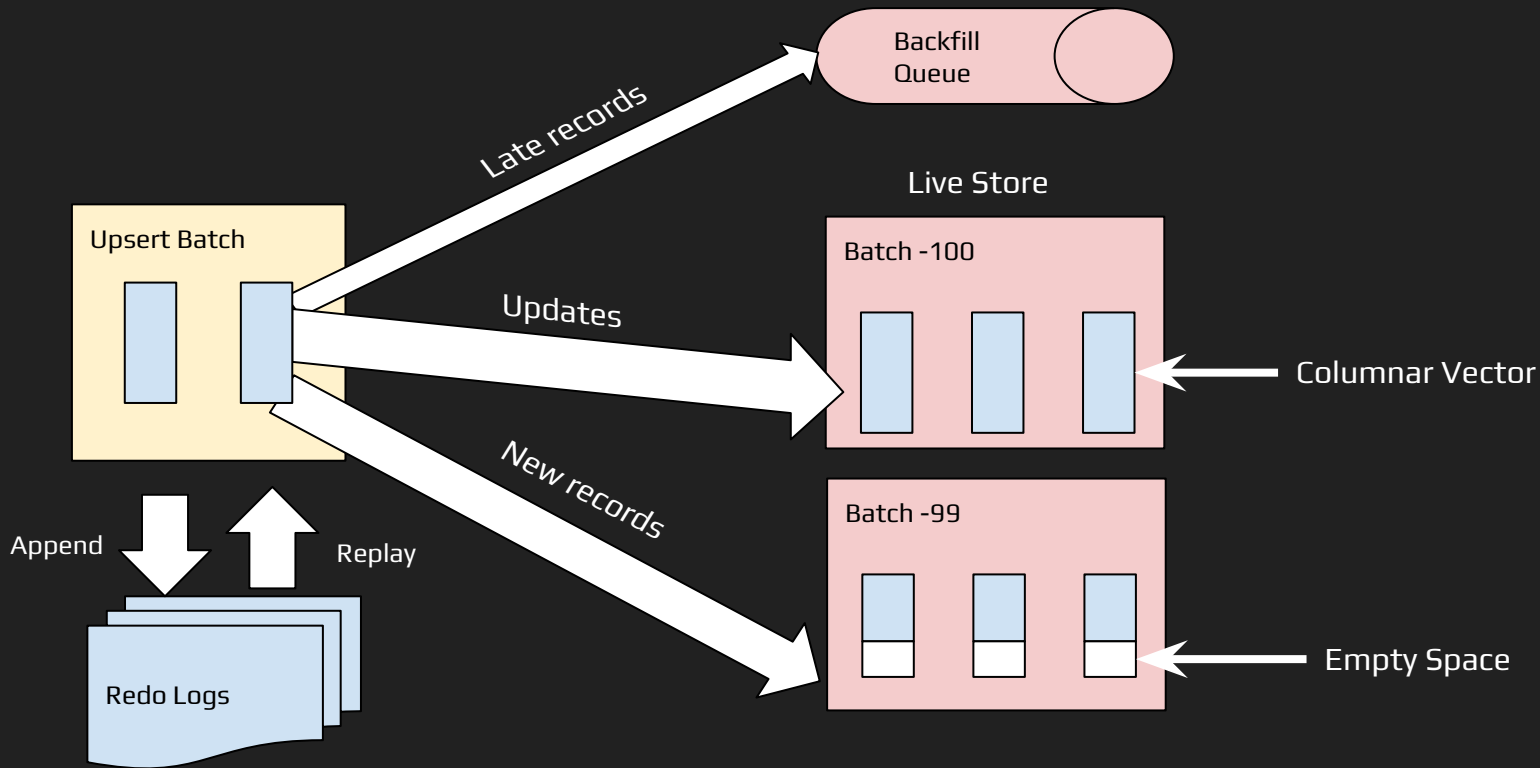 Backfill
Queue
Late records
Live Store
Upsert Batch
Batch -100
Updates
Columnar Vector
New records
Batch -99
Append
Replay
Empty Space
Redo Logs